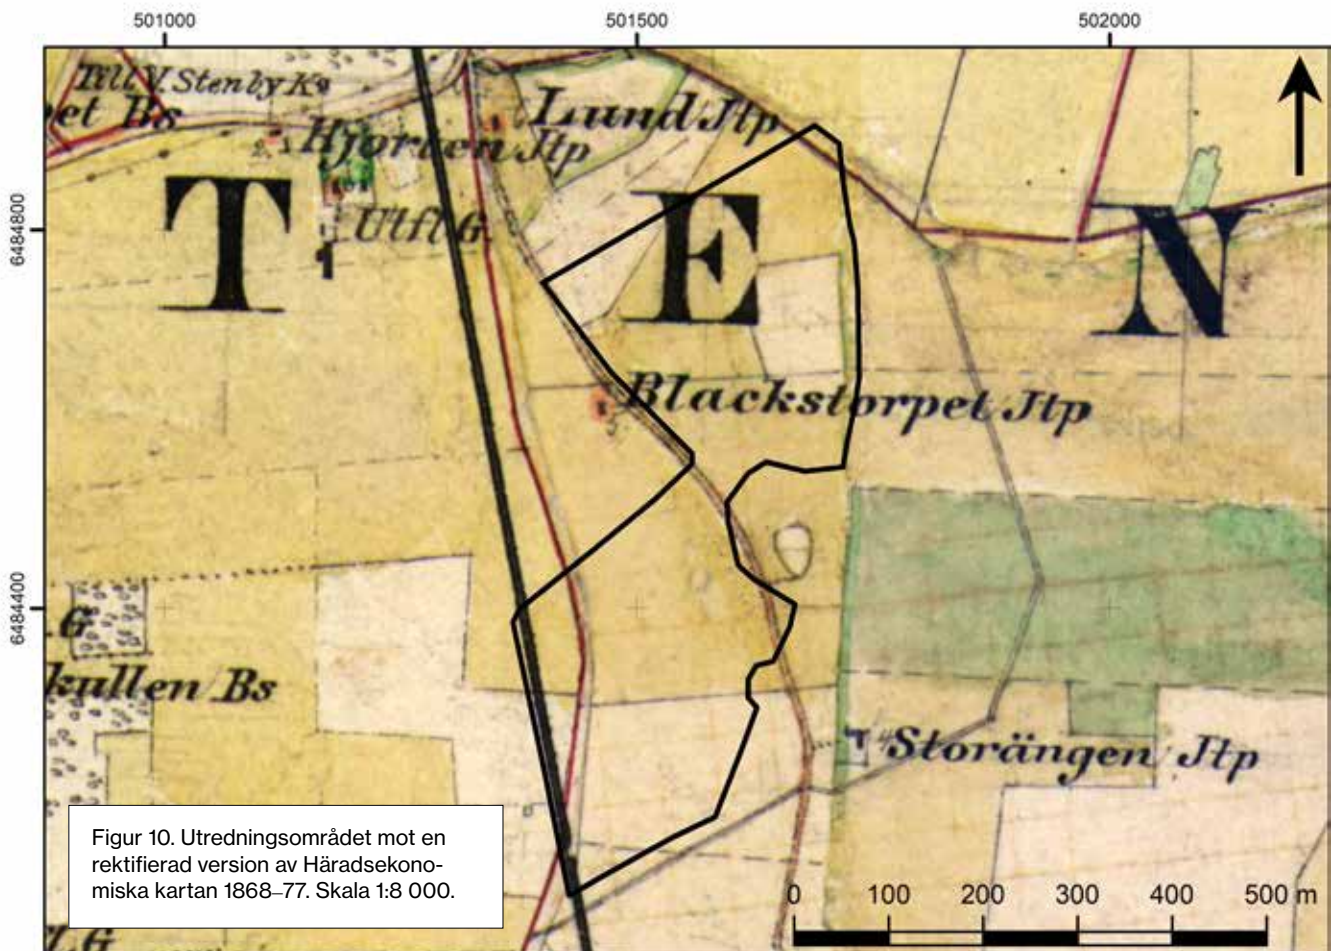 501000 501500 502000
Till V. Stenby Ka
et Bs
Lund Jtp
Hjorten Jtp
T E N
6484800
Utfl. G
Blackstorpet Jtp
6484400
.G
kullen Bs
Storängen Jtp
Figur 10. Utredningsområdet mot en
rektifierad version av Häradsekono-
miska kartan 1868–77. Skala 1:8 000.
0 100 200 300 400 500 m